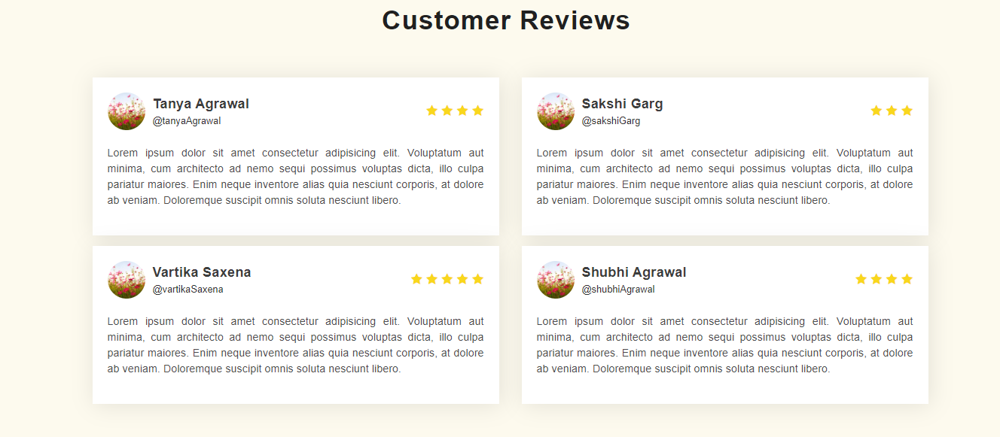 Customer Reviews
Tanya Agrawal
@tanyaAgrawal
Lorem ipsum dolor sit amet consectetur adipisicing elit. Voluptatum aut
minima, cum architecto ad nemo sequi possimus voluptas dicta, illo culpa
pariatur maiores. Enim neque inventore alias quia nesciunt corporis, at dolore
ab veniam. Doloremque suscipit omnis soluta nesciunt libero.
Sakshi Garg
@sakshiGarg
Lorem ipsum dolor sit amet consectetur adipisicing elit. Voluptatum aut
minima, cum architecto ad nemo sequi possimus voluptas dicta, illo culpa
pariatur maiores. Enim neque inventore alias quia nesciunt corporis, at dolore
ab veniam. Doloremque suscipit omnis soluta nesciunt libero.
Vartika Saxena
@vartikaSaxena
Lorem ipsum dolor sit amet consectetur adipisicing elit. Voluptatum aut
minima, cum architecto ad nemo sequi possimus voluptas dicta, illo culpa
pariatur maiores. Enim neque inventore alias quia nesciunt corporis, at dolore
ab veniam. Doloremque suscipit omnis soluta nesciunt libero.
Shubhi Agrawal
@shubhiAgrawal
Lorem ipsum dolor sit amet consectetur adipisicing elit. Voluptatum aut
minima, cum architecto ad nemo sequi possimus voluptas dicta, illo culpa
pariatur maiores. Enim neque inventore alias quia nesciunt corporis, at dolore
ab veniam. Doloremque suscipit omnis soluta nesciunt libero.